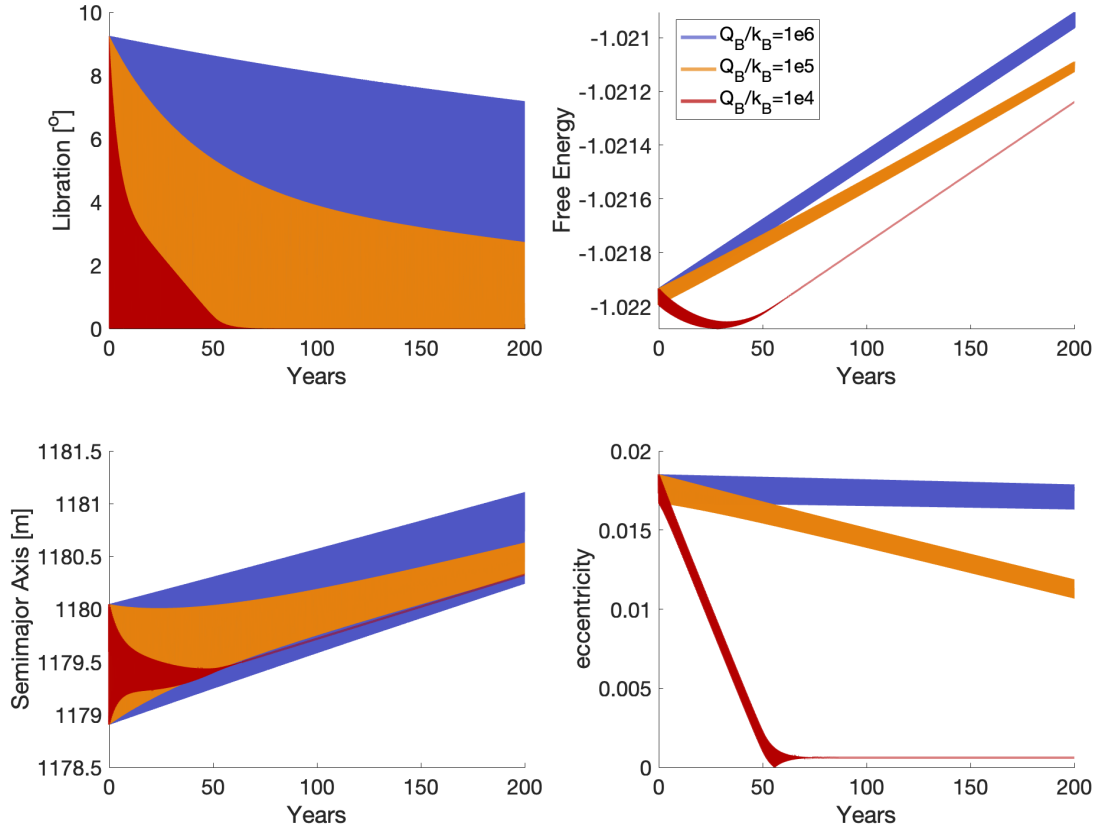 10
8
6
4
2
0
Libration [°]
0 50 100 150 200
Years
-1.021
-1.0212
-1.0214
-1.0216
-1.0218
-1.022
Free Energy
Q_B/k_B=1e6
Q_B/k_B=1e5
Q_B/k_B=1e4
0 50 100 150 200
Years
1181.5
1181
1180.5
1180
1179.5
1179
1178.5
Semimajor Axis [m]
0 50 100 150 200
Years
0.02
0.015
0.01
0.005
0
eccentricity
0 50 100 150 200
Years